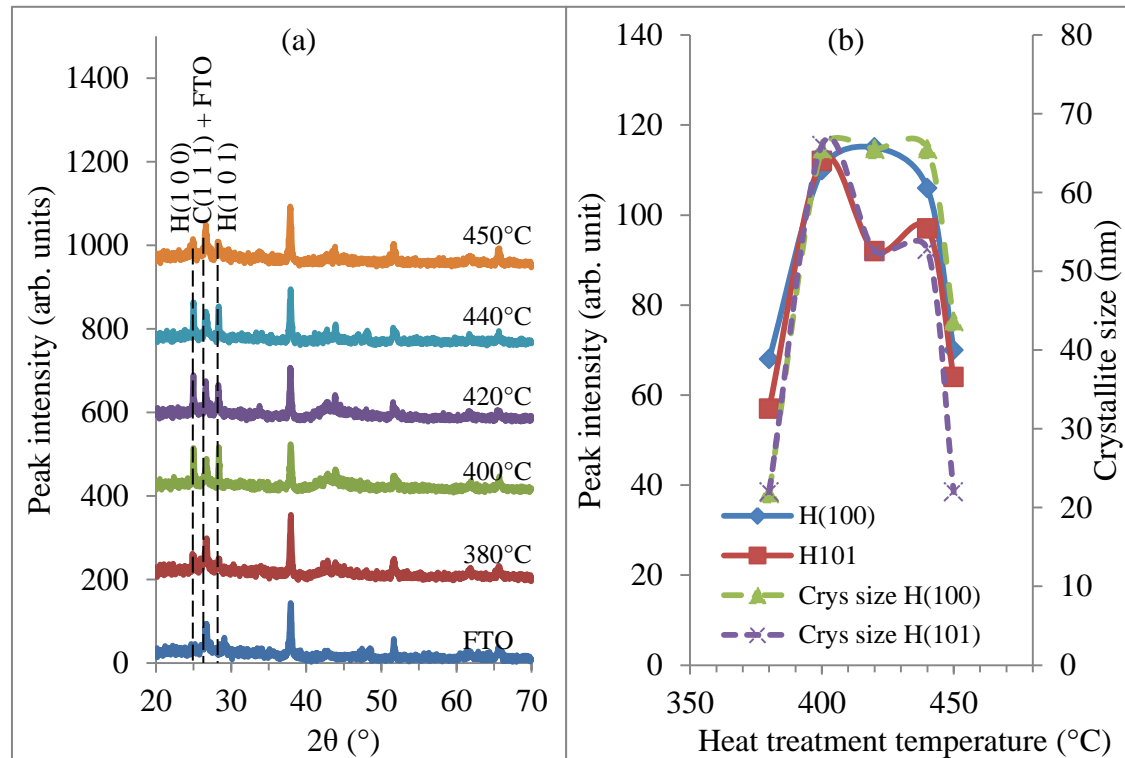 (a)
1400
1200
1000
800
600
400
200
0
Peak intensity (arb. units)
H(1 0 0)
C(1 1 1) + FTO
H(1 0 1)
450°C
440°C
420°C
400°C
380°C
FTO
20 30 40 50 60 70
2θ (°)
(b)
140
120
100
80
60
40
20
0
Peak intensity (arb. unit)
H(100)
H101
Crys size H(100)
Crys size H(101)
80
70
60
50
40
30
20
10
0
Crystallite size (nm)
350 400 450
Heat treatment temperature (°C)